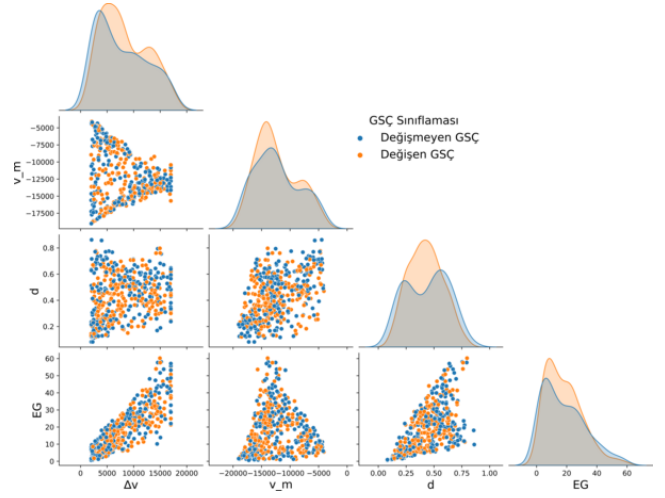 GSÇ Sınıflaması
Değişmeyen GSÇ
Değişen GSÇ
v_m
−5000
−7500
−10000
−12500
−15000
−17500
d
0.8
0.6
0.4
0.2
EG
60
50
40
30
20
10
0
0 5000 10000 15000 20000
−20000 −15000 −10000 −5000 0
0.00 0.25 0.50 0.75 1.00
0 20 40 60
Δv v_m d EG